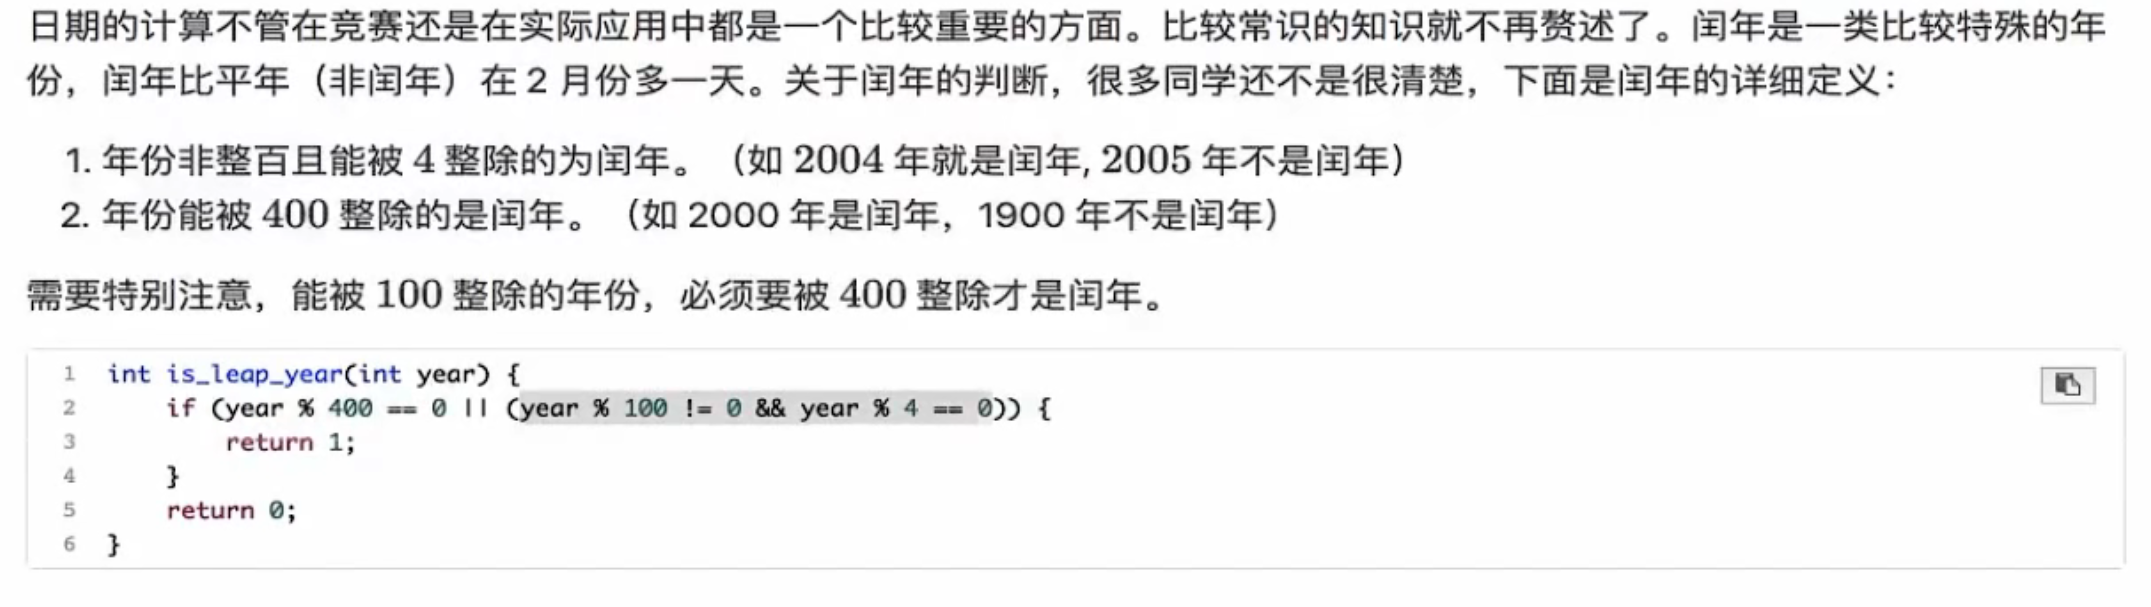 日期的计算不管在竞赛还是在实际应用中都是一个比较重要的方面。比较常识的知识就不再赘述了。闰年是一类比较特殊的年
份，闰年比平年（非闰年）在 2 月份多一天。关于闰年的判断，很多同学还不是很清楚，下面是闰年的详细定义：
1. 年份非整百且能被 4 整除的为闰年。（如 2004 年就是闰年, 2005 年不是闰年）
2. 年份能被 400 整除的是闰年。（如 2000 年是闰年，1900 年不是闰年）
需要特别注意，能被 100 整除的年份，必须要被 400 整除才是闰年。
1 int is_leap_year(int year) {
2 if (year % 400 == 0 || (year % 100 != 0 && year % 4 == 0)) {
3 return 1;
4 }
5 return 0;
6 }